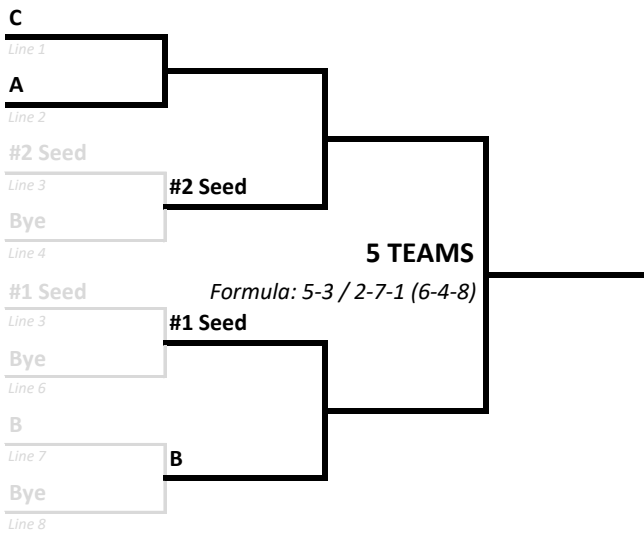 C
Line 1
A
Line 2
#2 Seed
Line 3
#2 Seed
Bye
Line 4
5 TEAMS
#1 Seed
Formula: 5-3 / 2-7-1 (6-4-8)
Line 3
#1 Seed
Bye
Line 6
B
Line 7
B
Bye
Line 8